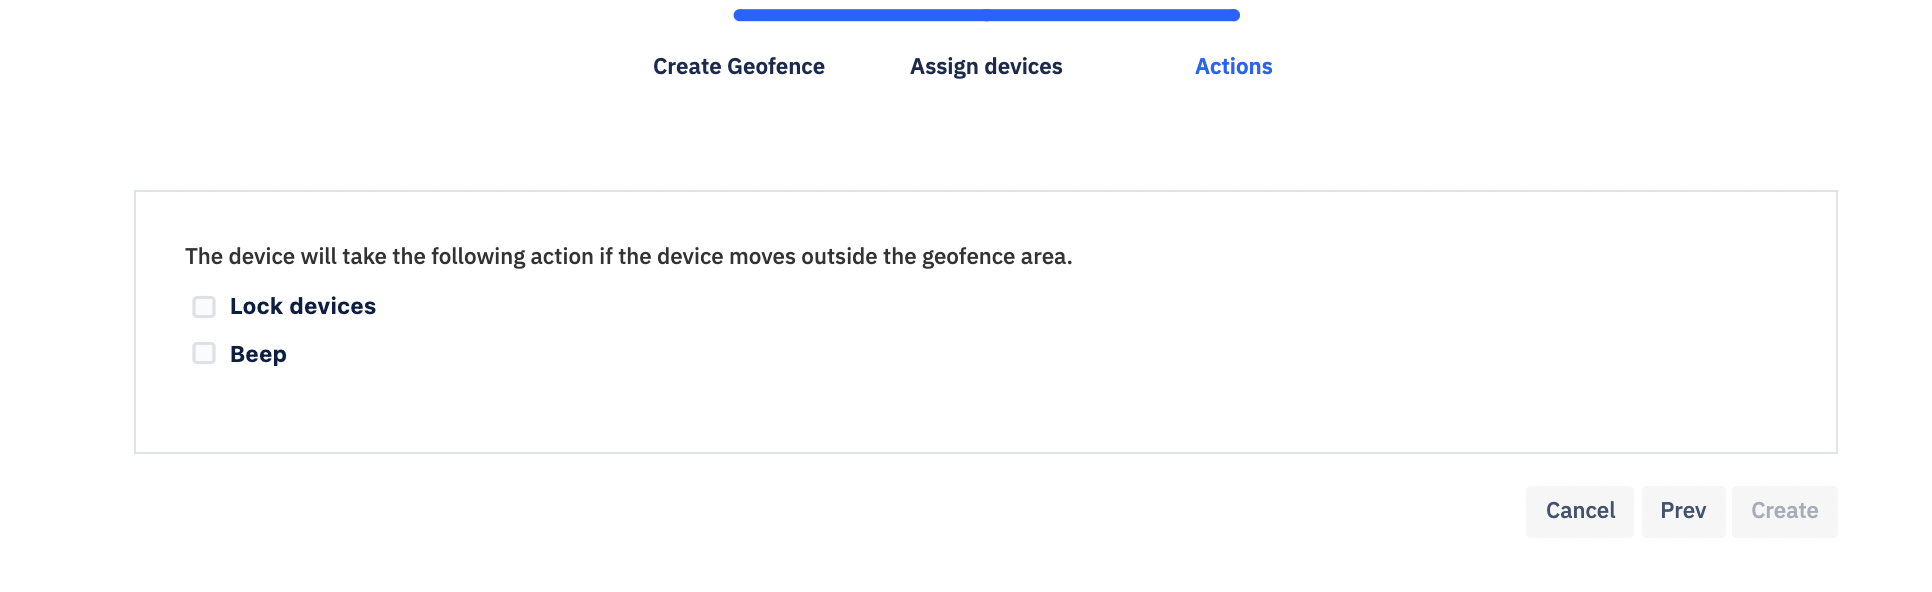 Create Geofence
Assign devices
Actions
The device will take the following action if the device moves outside the geofence area.
Lock devices
Beep
Cancel
Prev
Create